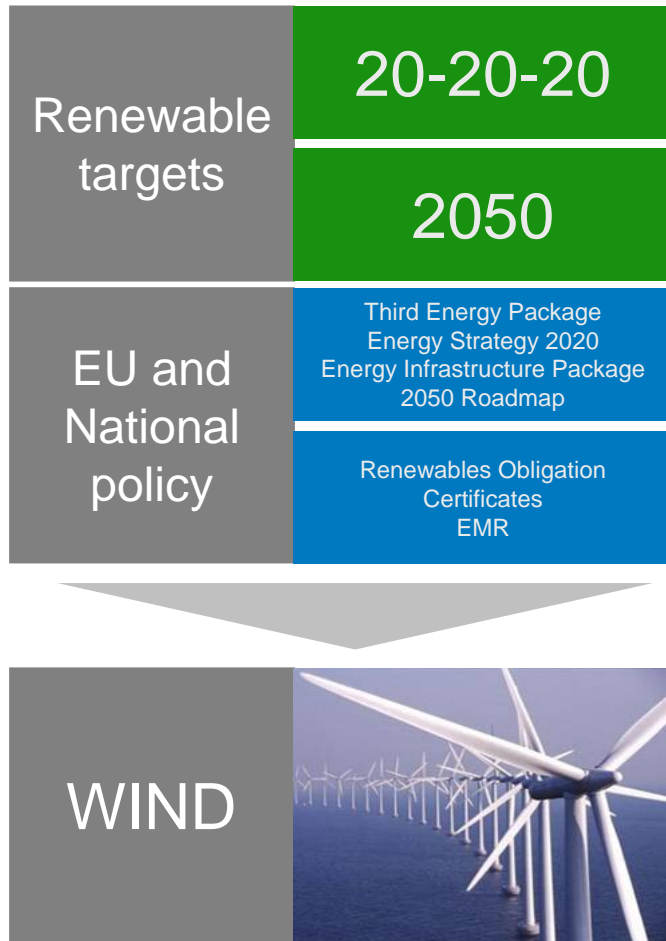 Renewable
targets
20-20-20
2050
EU and
National
policy
Third Energy Package
Energy Strategy 2020
Energy Infrastructure Package
2050 Roadmap
Renewables Obligation
Certificates
EMR
WIND